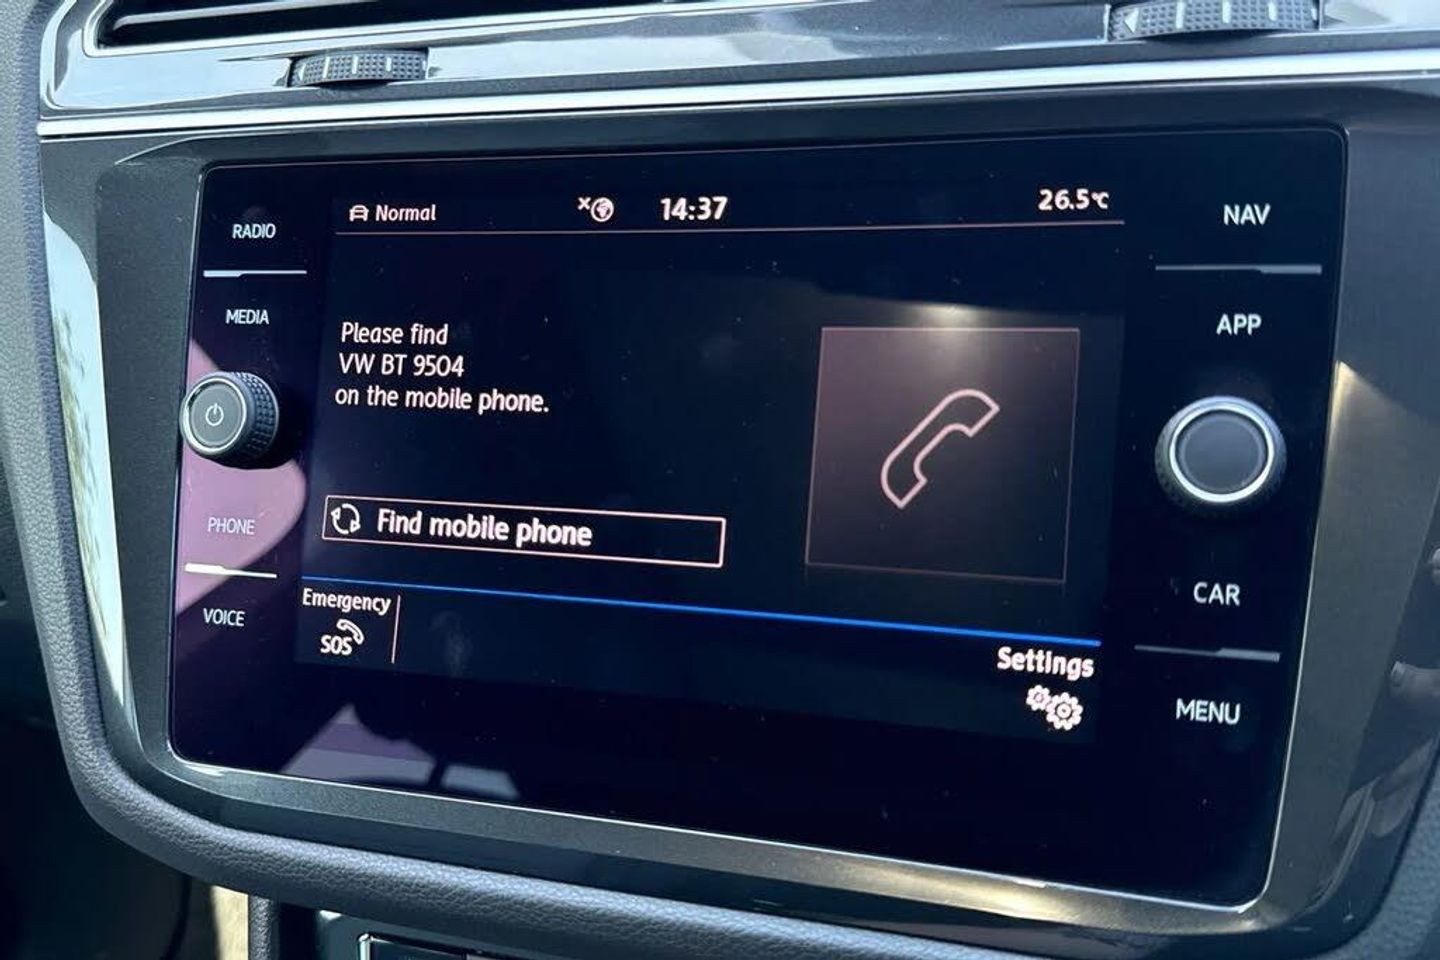 Normal
14:37
26.5°C
RADIO
MEDIA
PHONE
VOICE
Please find
VW BT 9504
on the mobile phone.
Find mobile phone
Emergency
SOS
Settings
NAV
APP
CAR
MENU